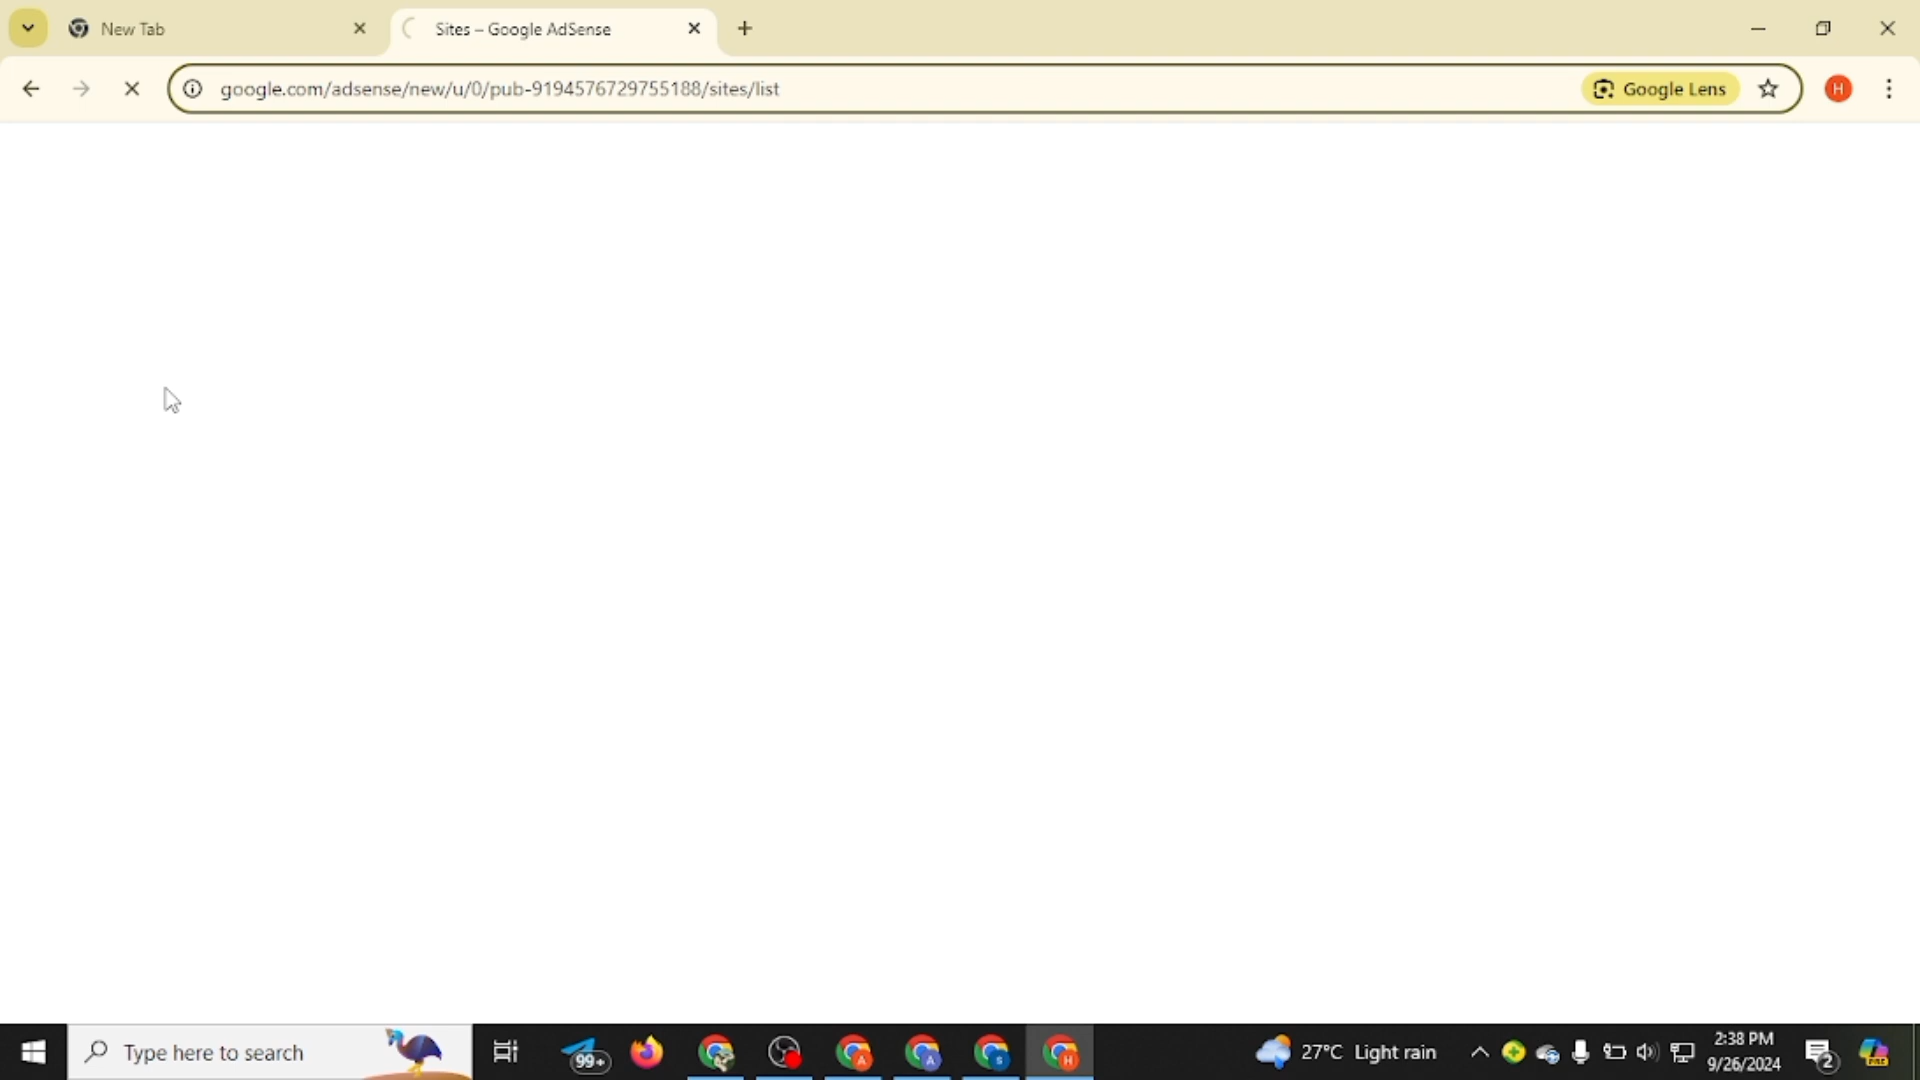 New Tab
Sites – Google AdSense
google.com/adsense/new/u/0/pub-9194576729755188/sites/list
Google Lens
H
Type here to search
99+
A
A
S
H
27°C Light rain
2:38 PM
9/26/2024
2
PRE